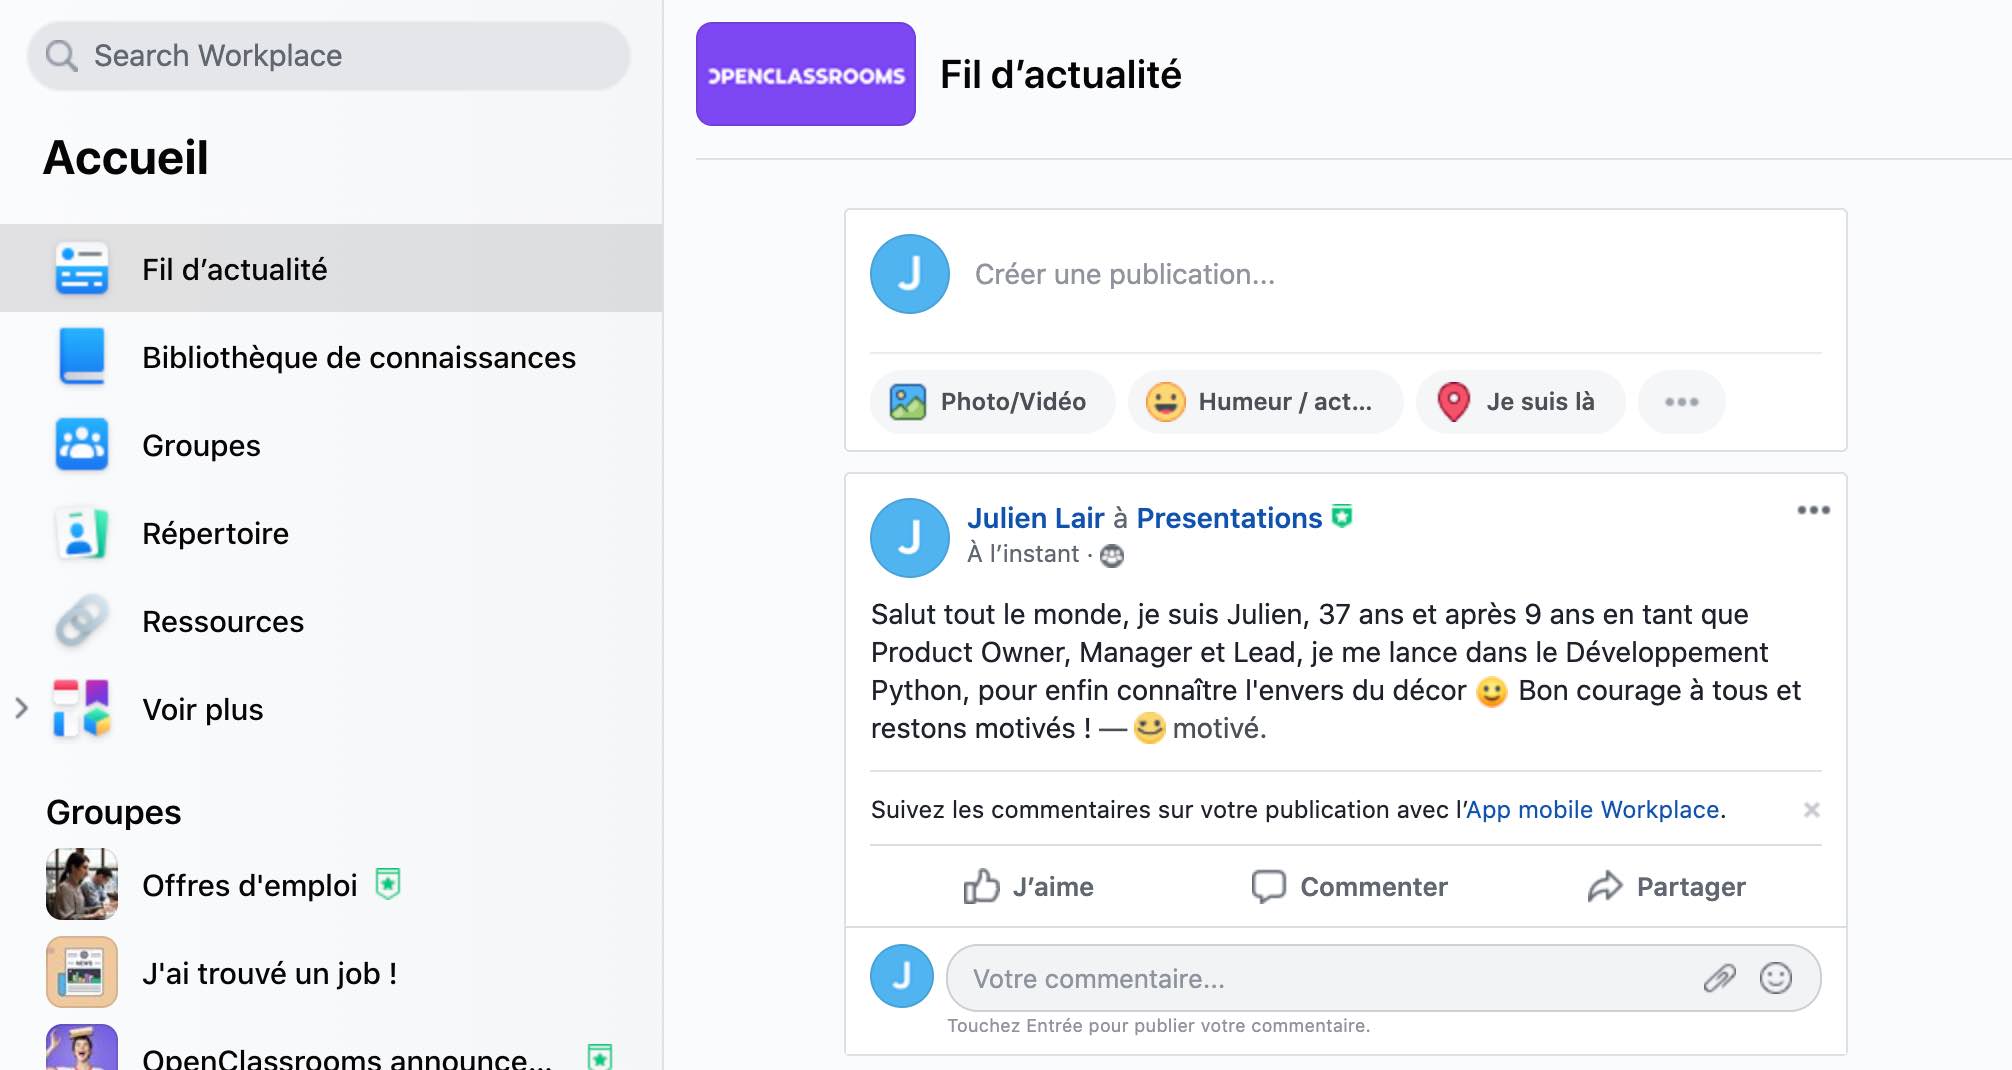 Search Workplace
Accueil
Fil d’actualité
Bibliothèque de connaissances
Groupes
Répertoire
Ressources
Voir plus
Groupes
Offres d'emploi
NEWS
J'ai trouvé un job !
OpenClassrooms announce...
OPENCLASSROOMS
Fil d’actualité
J
Créer une publication...
Photo/Vidéo
Humeur / act...
Je suis là
J
Julien Lair à Presentations
À l’instant ·
Salut tout le monde, je suis Julien, 37 ans et après 9 ans en tant que
Product Owner, Manager et Lead, je me lance dans le Développement
Python, pour enfin connaître l'envers du décor 🙂 Bon courage à tous et
restons motivés ! — 😃 motivé.
Suivez les commentaires sur votre publication avec l’App mobile Workplace.
J’aime
Commenter
Partager
J
Votre commentaire...
Touchez Entrée pour publier votre commentaire.